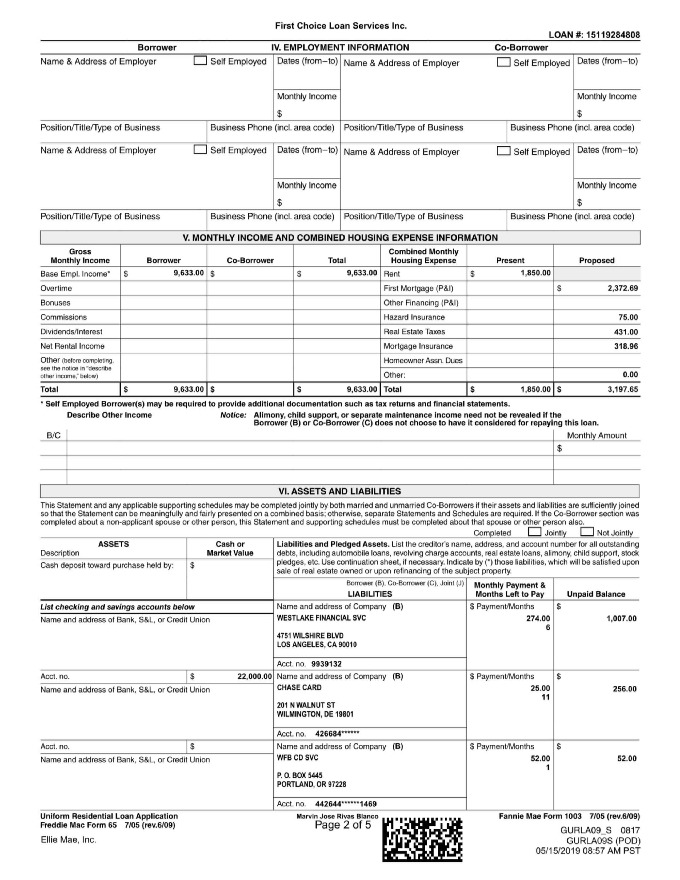 First Choice Loan Services Inc.
LOAN #: 15119284808
Borrower IV. EMPLOYMENT INFORMATION Co-Borrower
Name & Address of Employer Self Employed Dates (from–to) Name & Address of Employer Self Employed Dates (from–to)
Monthly Income Monthly Income
$ $
Position/Title/Type of Business Business Phone (incl. area code) Position/Title/Type of Business Business Phone (incl. area code)
Name & Address of Employer Self Employed Dates (from–to) Name & Address of Employer Self Employed Dates (from–to)
Monthly Income Monthly Income
$ $
Position/Title/Type of Business Business Phone (incl. area code) Position/Title/Type of Business Business Phone (incl. area code)
V. MONTHLY INCOME AND COMBINED HOUSING EXPENSE INFORMATION
Gross Monthly Income Borrower Co-Borrower Total Combined Monthly Housing Expense Present Proposed
Base Empl. Income* $ 9,633.00 $ $ 9,633.00 Rent $ 1,850.00
Overtime First Mortgage (P&I) $ 2,372.69
Bonuses Other Financing (P&I)
Commissions Hazard Insurance 75.00
Dividends/Interest Real Estate Taxes 431.00
Net Rental Income Mortgage Insurance 318.96
Other (before completing, Homeowner Assn. Dues
see the notice in "describe
other income," below) Other: 0.00
Total $ 9,633.00 $ $ 9,633.00 Total $ 1,850.00 $ 3,197.65
* Self Employed Borrower(s) may be required to provide additional documentation such as tax returns and financial statements.
Describe Other Income Notice: Alimony, child support, or separate maintenance income need not be revealed if the
Borrower (B) or Co-Borrower (C) does not choose to have it considered for repaying this loan.
B/C Monthly Amount
$
VI. ASSETS AND LIABILITIES
This Statement and any applicable supporting schedules may be completed jointly by both married and unmarried Co-Borrowers if their assets and liabilities are sufficiently joined
so that the Statement can be meaningfully and fairly presented on a combined basis; otherwise, separate Statements and Schedules are required. If the Co-Borrower section was
completed about a non-applicant spouse or other person, this Statement and supporting schedules must be completed about that spouse or other person also.
Completed Jointly Not Jointly
ASSETS Cash or Market Value
Description
Cash deposit toward purchase held by: $
Liabilities and Pledged Assets. List the creditor's name, address, and account number for all outstanding
debts, including automobile loans, revolving charge accounts, real estate loans, alimony, child support, stock
pledges, etc. Use continuation sheet, if necessary. Indicate by (*) those liabilities, which will be satisfied upon
sale of real estate owned or upon refinancing of the subject property.
Borrower (B), Co-Borrower (C), Joint (J)
LIABILITIES Monthly Payment & Months Left to Pay Unpaid Balance
List checking and savings accounts below Name and address of Company (B) $ Payment/Months $
Name and address of Bank, S&L, or Credit Union WESTLAKE FINANCIAL SVC 274.00 1,007.00
6
4751 WILSHIRE BLVD
LOS ANGELES, CA 90010
Acct. no. 9939132
Acct. no. $ 22,000.00 Name and address of Company (B) $ Payment/Months $
Name and address of Bank, S&L, or Credit Union CHASE CARD 25.00 256.00
11
201 N WALNUT ST
WILMINGTON, DE 19801
Acct. no. 426684******
Acct. no. $ Name and address of Company (B) $ Payment/Months $
Name and address of Bank, S&L, or Credit Union WFB CD SVC 52.00 52.00
1
P. O. BOX 5445
PORTLAND, OR 97228
Acct. no. 442644******1469
Uniform Residential Loan Application Marvin Jose Rivas Blanco Fannie Mae Form 1003 7/05 (rev.6/09)
Freddie Mac Form 65 7/05 (rev.6/09) Page 2 of 5
GURLA09_S 0817
Ellie Mae, Inc. GURLA09S (POD)
05/15/2019 08:57 AM PST